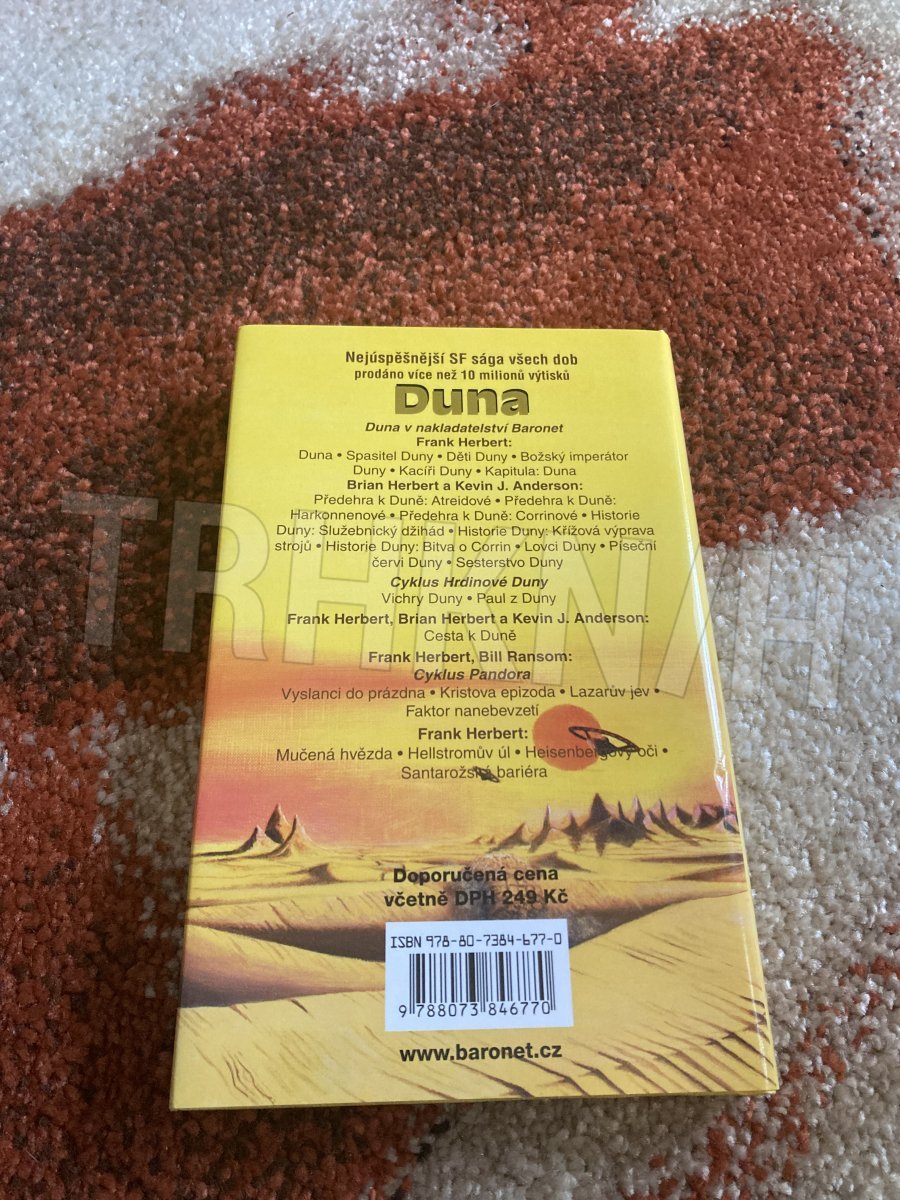 Nejúspěšnější SF sága všech dob
prodáno více než 10 milionů výtisků
Duna
Duna v nakladatelství Baronet
Frank Herbert:
Duna • Spasitel Duny • Děti Duny • Božský imperátor
Duny • Kacíři Duny • Kapitula: Duna
Brian Herbert a Kevin J. Anderson:
Předehra k Duně: Atreidové • Předehra k Duně:
Harkonnenové • Předehra k Duně: Corrinové • Historie
Duny: Služebnický džihád • Historie Duny: Křížová výprava
strojů • Historie Duny: Bitva o Corrin • Lovci Duny • Píseční
červi Duny • Sesterstvo Duny
Cyklus Hrdinové Duny
Vichry Duny • Paul z Duny
Frank Herbert, Brian Herbert a Kevin J. Anderson:
Cesta k Duně
Frank Herbert, Bill Ransom:
Cyklus Pandora
Vyslanci do prázdna • Kristova epizoda • Lazarův jev •
Faktor nanebevzetí
Frank Herbert:
Mučená hvězda • Hellstromův úl • Heisenbergovy oči •
Santarožská bariéra
Doporučená cena
včetně DPH 249 Kč
ISBN 978-80-7384-677-0
9 788073 846770
www.baronet.cz
TRHKNIH